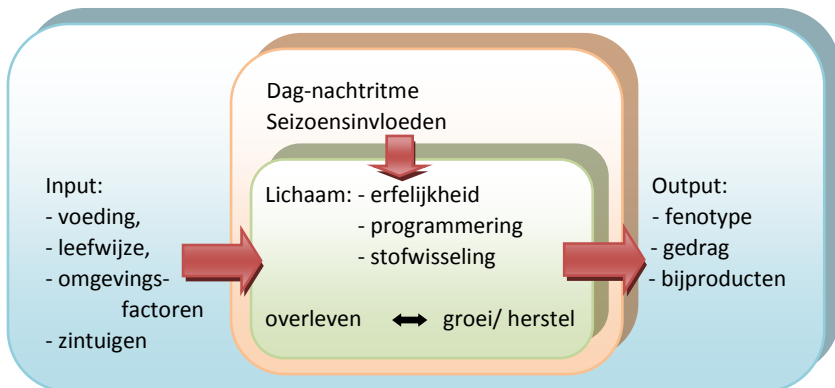 Dag-nachtritme
Seizoensinvloeden
Input:
- voeding,
- leefwijze,
- omgevings-
factoren
- zintuigen
Lichaam: - erfelijkheid
- programmering
- stofwisseling
overleven groei/ herstel
Output:
- fenotype
- gedrag
- bijproducten